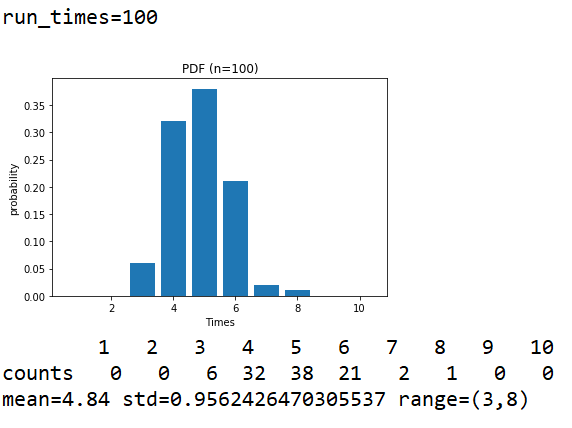 run_times=100
PDF (n=100)
0.35
0.30
0.25
0.20
0.15
0.10
0.05
0.00
probability
2 4 6 8 10
Times
1 2 3 4 5 6 7 8 9 10
counts 0 0 6 32 38 21 2 1 0 0
mean=4.84 std=0.9562426470305537 range=(3,8)